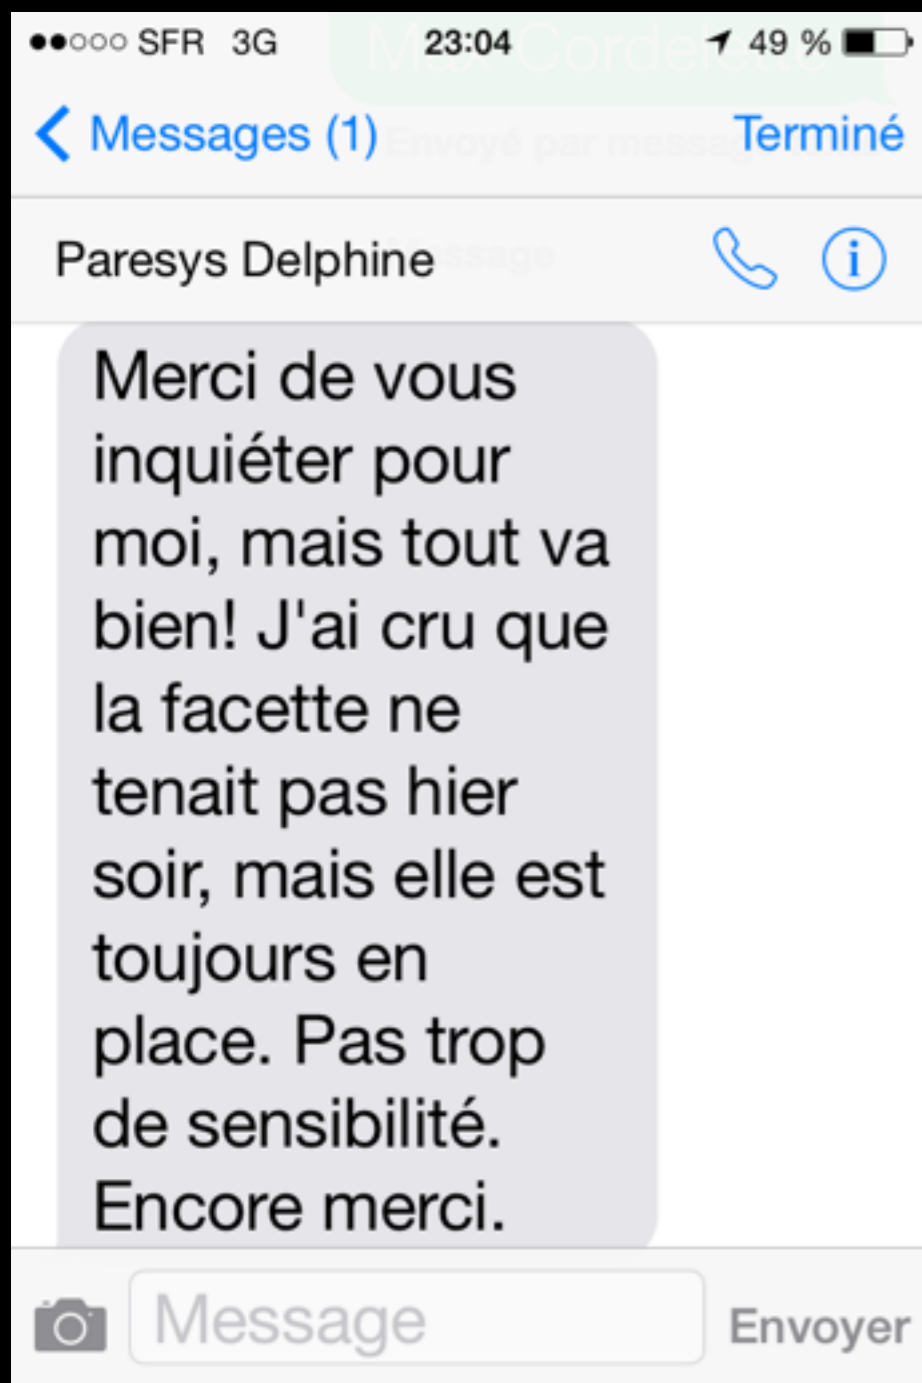 SFR 3G 23:04 49 %
Messages (1) Terminé
Paresys Delphine
Merci de vous
inquiéter pour
moi, mais tout va
bien! J'ai cru que
la facette ne
tenait pas hier
soir, mais elle est
toujours en
place. Pas trop
de sensibilité.
Encore merci.
Message Envoyer